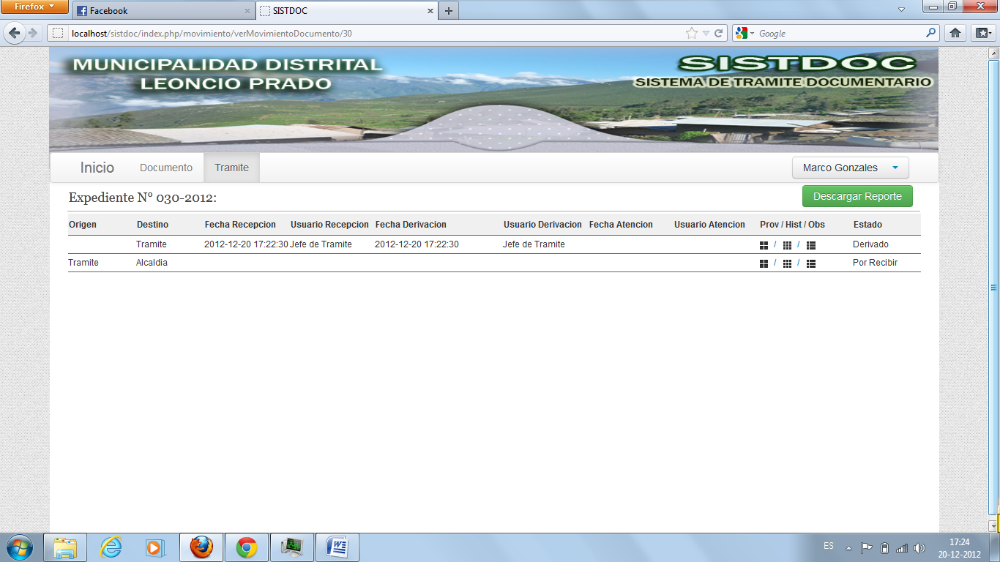 Firefox
Facebook
SISTDOC
localhost/sistdoc/index.php/movimiento/verMovimientoDocumento/30
Google
MUNICIPALIDAD DISTRITAL
LEONCIO PRADO
SISTDOC
SISTEMA DE TRAMITE DOCUMENTARIO
Inicio Documento Tramite Marco Gonzales
Expediente N° 030-2012: Descargar Reporte
Origen Destino Fecha Recepcion Usuario Recepcion Fecha Derivacion Usuario Derivacion Fecha Atencion Usuario Atencion Prov / Hist / Obs Estado
Tramite 2012-12-20 17:22:30 Jefe de Tramite 2012-12-20 17:22:30 Jefe de Tramite / / Derivado
Tramite Alcaldia / / Por Recibir
ES
17:24
20-12-2012